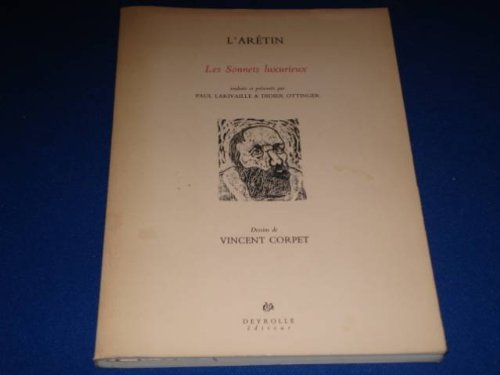 L'ARÉTIN
Les Sonnets luxurieux
traduits et présentés par
PAUL LARIVAILLE & DIDIER OTTINGER
Dessins de
VINCENT CORPET
DEYROLLE
éditeur